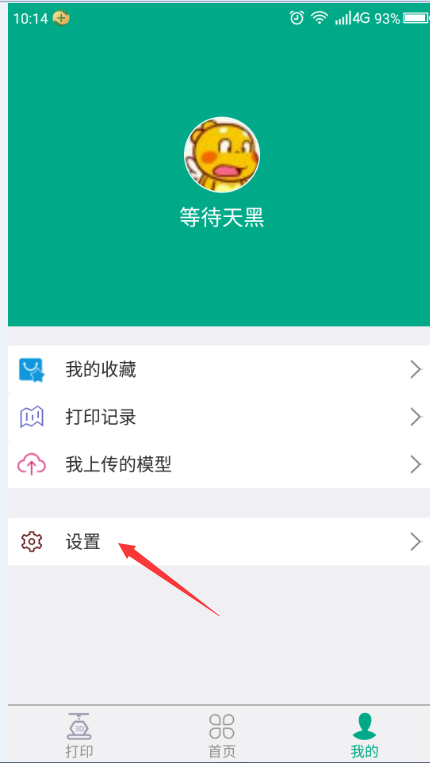 10:14 4G 93%
等待天黑
我的收藏
打印记录
我上传的模型
设置
3D
打印 首页 我的